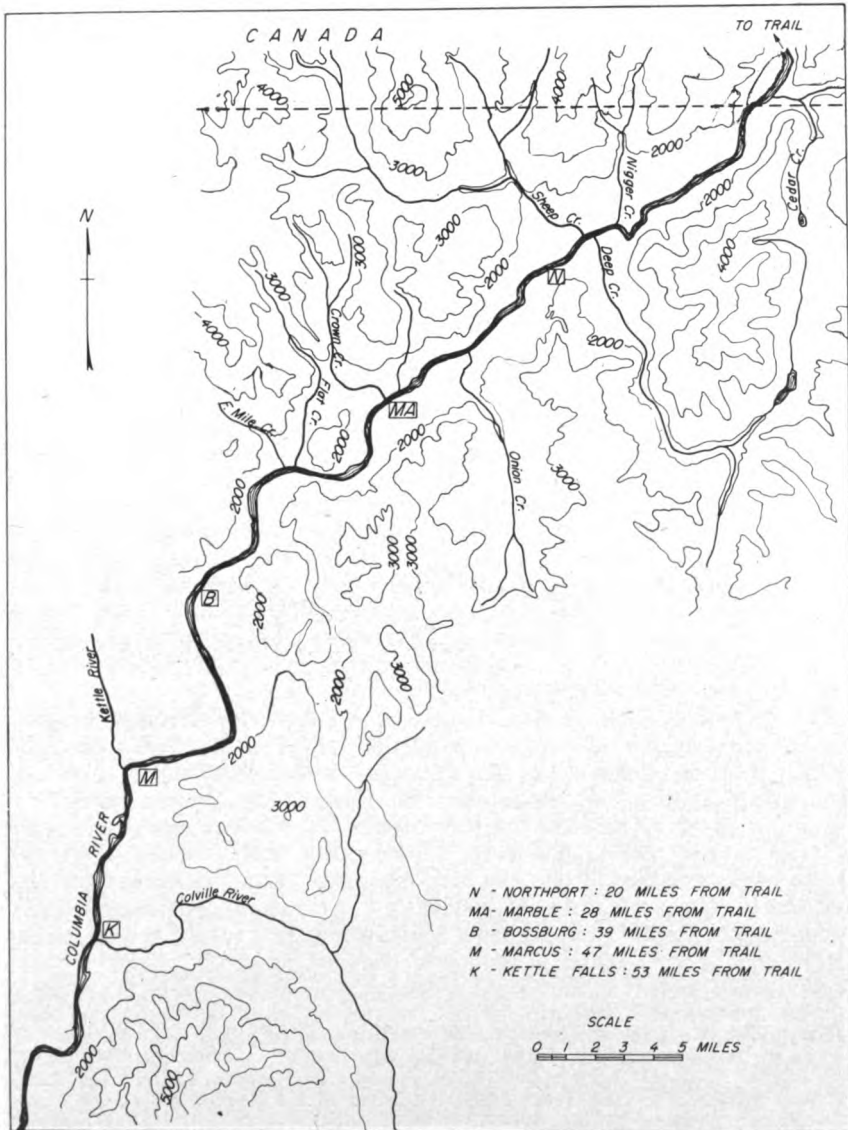 CANADA
TO TRAIL
4000
5000
4000
3000
2000
Nigger Cr.
Sheep Cr.
2000
Cedar Cr.
N
3000
3000
3000
2000
Deep Cr.
4000
N
4000
Crown Cr.
2000
Flat Cr.
E. Mile Cr.
MA
2000
2000
Onion Cr.
3000
2000
3000
3000
B
2000
3000
Kettle River
2000
2000
M
3000
COLUMBIA RIVER
Colville River
K
2000
5000
N - NORTHPORT : 20 MILES FROM TRAIL
MA - MARBLE : 28 MILES FROM TRAIL
B - BOSSBURG : 39 MILES FROM TRAIL
M - MARCUS : 47 MILES FROM TRAIL
K - KETTLE FALLS : 53 MILES FROM TRAIL
SCALE
0 1 2 3 4 5 MILES